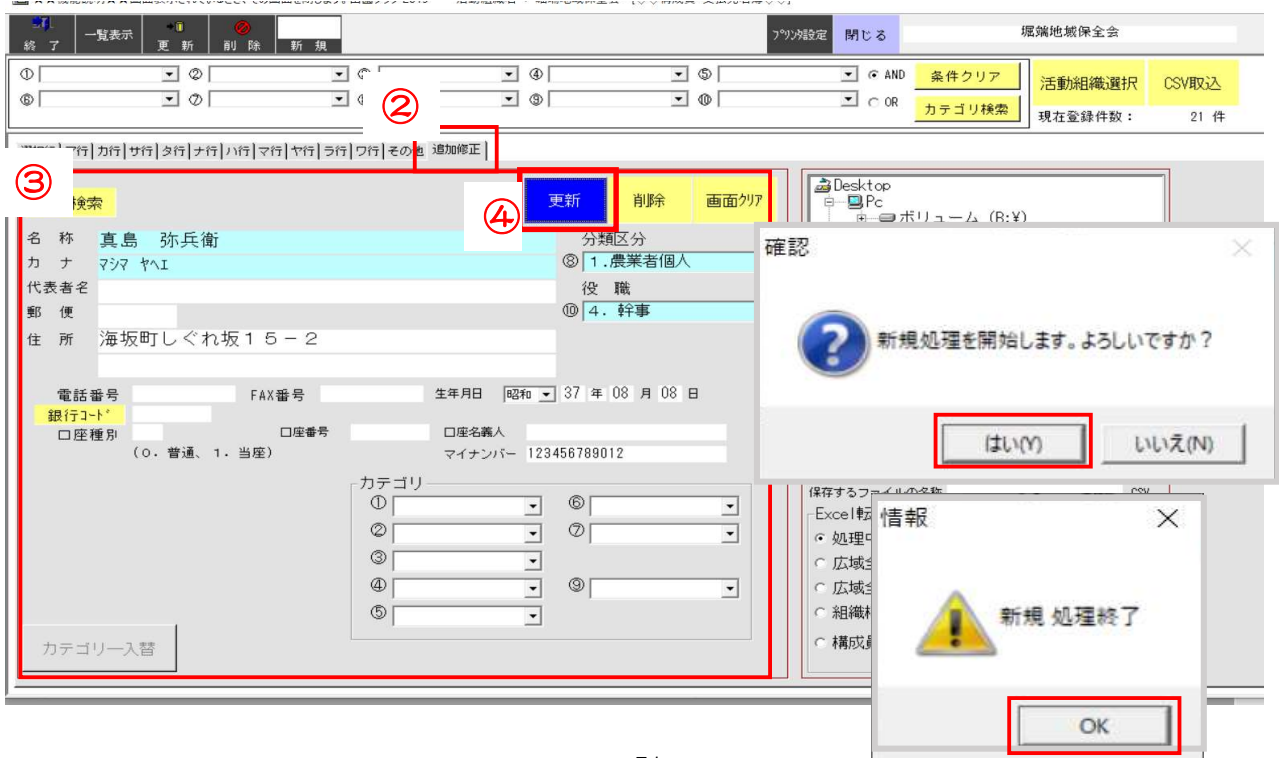 終 了 一覧表示 更 新 削 除 新 規 ﾌﾟﾘﾝﾀ設定 閉じる 堀端地域保全会
① ② ④ ⑤ AND 条件クリア 活動組織選択 CSV取込
⑥ ⑦ ⑨ ⑩ OR カテゴリ検索 現在登録件数： 21 件
②
カ行 サ行 タ行 ナ行 ハ行 マ行 ヤ行 ラ行 ワ行 その他 追加修正
③ 検索 ④ 更新 削除 画面ｸﾘｱ
名 称 真島 弥兵衛 分類区分
カ ナ ﾏｼﾏ ﾔﾍｴ ⑧ 1.農業者個人
代表者名 役 職
郵 便 ⑩ 4. 幹事
住 所 海坂町しぐれ坂１５－２
電話番号 FAX番号 生年月日 昭和 37 年 08 月 08 日
銀行ｺｰﾄﾞ
口座種別 口座番号 口座名義人
(0. 普通、 1. 当座) マイナンバー 123456789012
カテゴリ
① ⑥
② ⑦
③
④ ⑨
⑤
カテゴリー入替
Desktop
Pc
ボリューム (B:¥)
確認
新規処理を開始します。よろしいですか？
はい(Y) いいえ(N)
保存するファイルの名称 CSV
Excel転
処理中
広域全
広域全
組織構
構成員
情報
新規 処理終了
OK